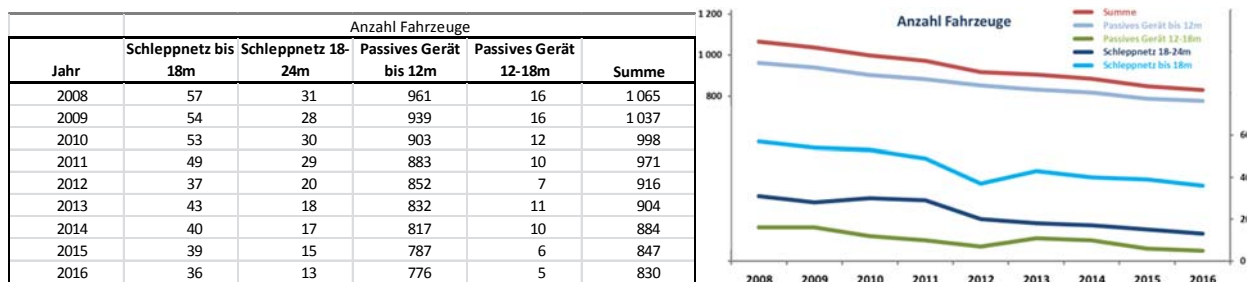 Anzahl Fahrzeuge
Jahr Schleppnetz bis 18m Schleppnetz 18-24m Passives Gerät bis 12m Passives Gerät 12-18m Summe
2008 57 31 961 16 1 065
2009 54 28 939 16 1 037
2010 53 30 903 12 998
2011 49 29 883 10 971
2012 37 20 852 7 916
2013 43 18 832 11 904
2014 40 17 817 10 884
2015 39 15 787 6 847
2016 36 13 776 5 830
Anzahl Fahrzeuge
Summe
Passives Gerät bis 12m
Passives Gerät 12-18m
Schleppnetz 18-24m
Schleppnetz bis 18m
1 200
1 000
800
60
40
20
0
2008 2009 2010 2011 2012 2013 2014 2015 2016